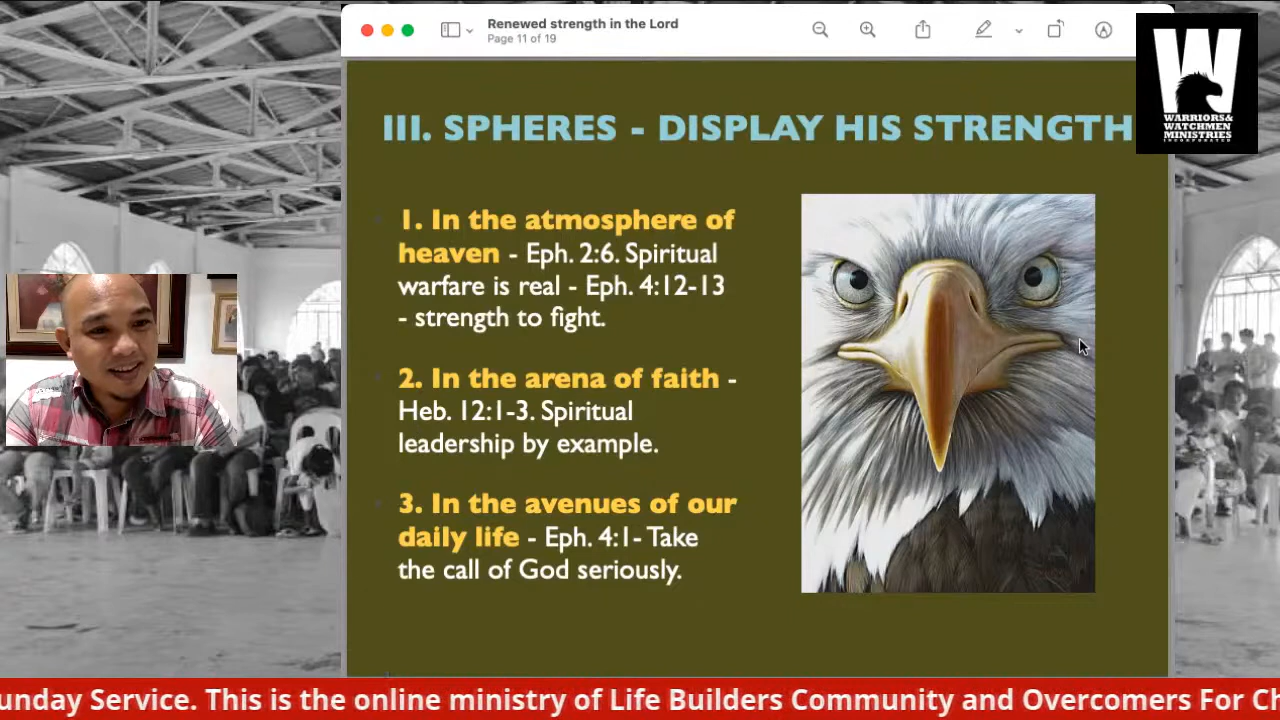 Renewed strength in the Lord
Page 11 of 19
W
WARRIORS&
WATCHMEN
MINISTRIES
INCORPORATED
III. SPHERES - DISPLAY HIS STRENGTH
1. In the atmosphere of
heaven - Eph. 2:6. Spiritual
warfare is real - Eph. 4:12-13
- strength to fight.
2. In the arena of faith -
Heb. 12:1-3. Spiritual
leadership by example.
3. In the avenues of our
daily life - Eph. 4:1- Take
the call of God seriously.
unday Service. This is the online ministry of Life Builders Community and Overcomers For Ch